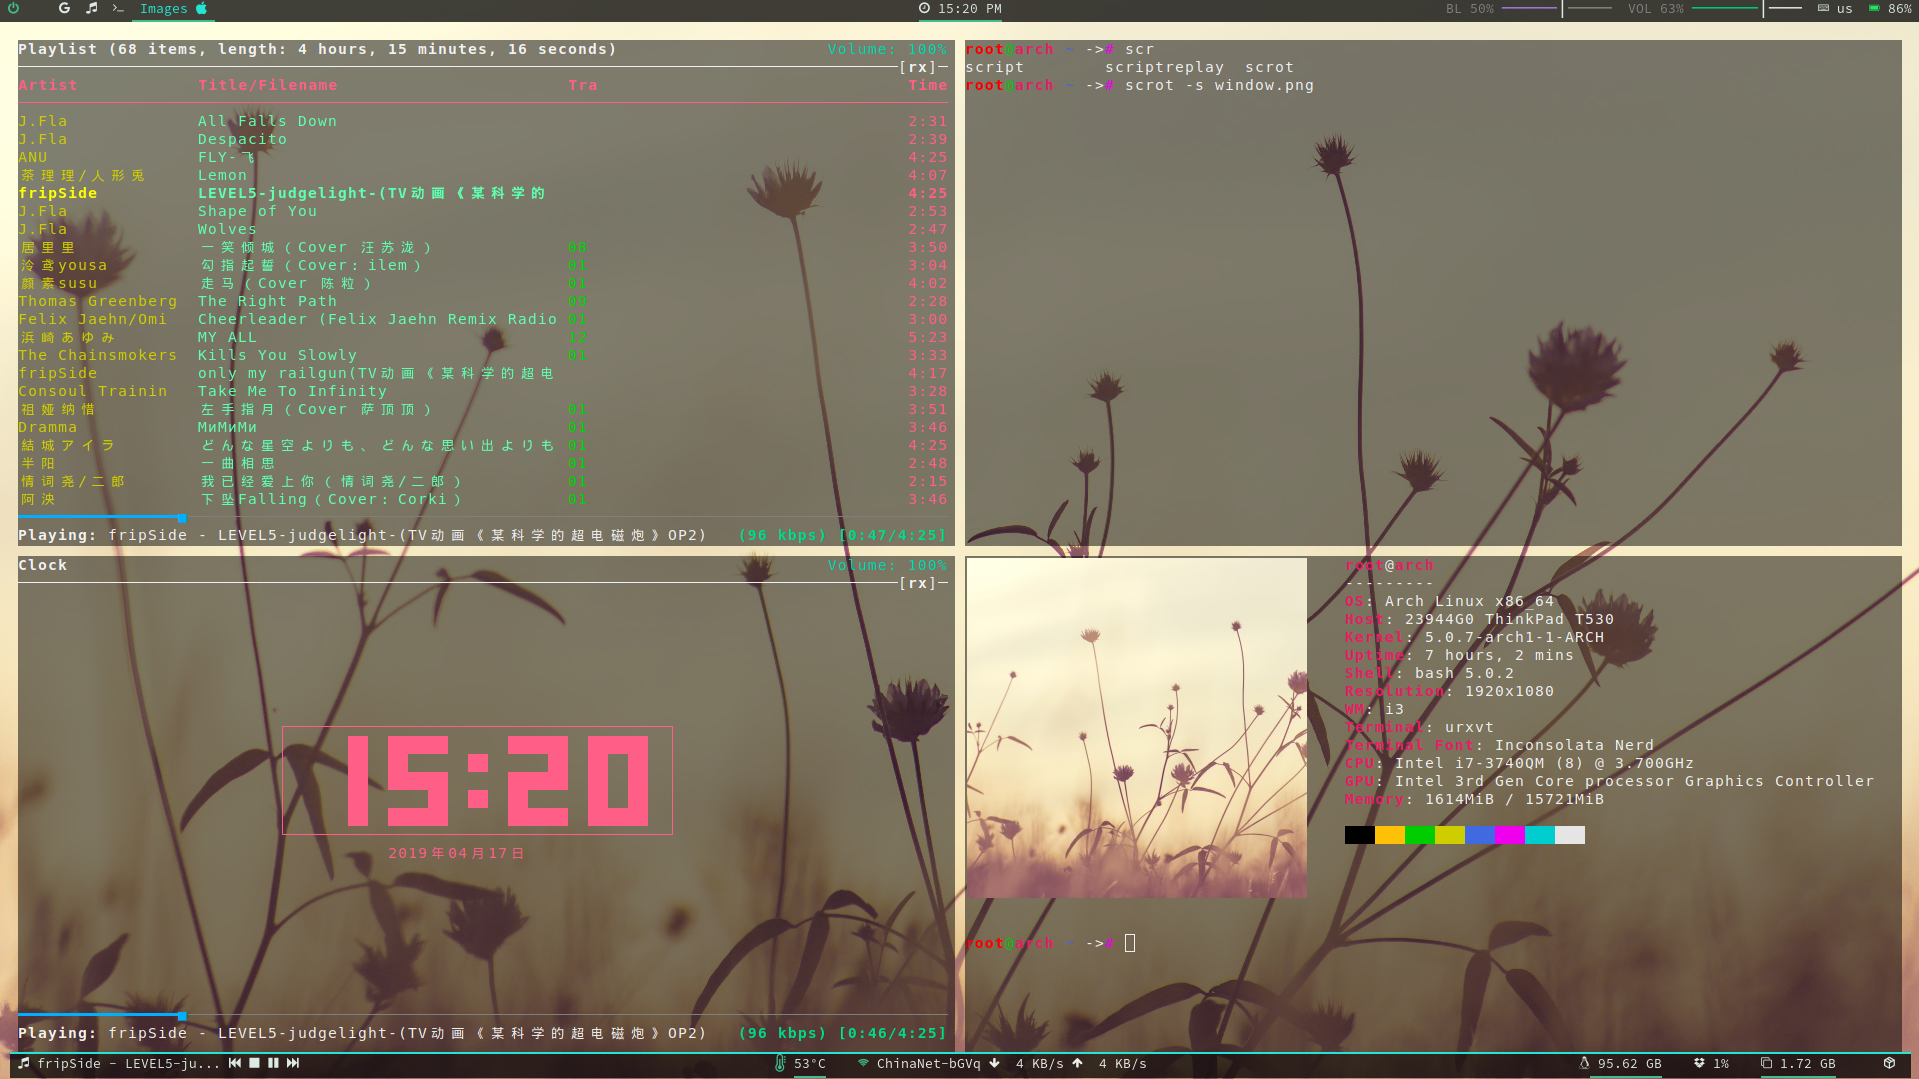 Images
15:20 PM
BL 50%
VOL 63%
us
86%
Playlist (68 items, length: 4 hours, 15 minutes, 16 seconds) Volume: 100%
[rx]
Artist Title/Filename Tra Time
J.Fla All Falls Down 2:31
J.Fla Despacito 2:39
ANU FLY-飞 4:25
茶理理/人形兎 Lemon 4:07
fripSide LEVEL5-judgelight-(TV动画《某科学的 4:25
J.Fla Shape of You 2:53
J.Fla Wolves 2:47
居里里 一笑倾城（Cover 汪苏泷） 3:50
泠鸢yousa 勾指起誓（Cover：ilem） 01 3:04
颜素susu 走马（Cover 陈粒） 01 4:02
Thomas Greenberg The Right Path 2:28
Felix Jaehn/Omi Cheerleader (Felix Jaehn Remix Radio 01 3:00
浜崎あゆみ MY ALL 12 5:23
The Chainsmokers Kills You Slowly 01 3:33
fripSide only my railgun(TV动画《某科学的超电 4:17
Consoul Trainin Take Me To Infinity 3:28
祖娅纳惜 左手指月（Cover 萨顶顶） 01 3:51
Dramma МиМиМи 01 3:46
結城アイラ どんな星空よりも、どんな思い出よりも 01 4:25
半阳 一曲相思 01 2:48
情词尧/二郎 我已经爱上你（情词尧/二郎） 01 2:15
阿泱 下坠Falling（Cover：Corki） 01 3:46
Playing: fripSide - LEVEL5-judgelight-(TV动画《某科学的超电磁炮》OP2) (96 kbps) [0:47/4:25]
root@arch ~ ->># scr
script scriptreplay scrot
root@arch ~ ->># scrot -s window.png
Clock Volume: 100%
[rx]
15:20
2019年04月17日
Playing: fripSide - LEVEL5-judgelight-(TV动画《某科学的超电磁炮》OP2) (96 kbps) [0:46/4:25]
root@arch
---------
OS: Arch Linux x86_64
Host: 23944G0 ThinkPad T530
Kernel: 5.0.7-arch1-1-ARCH
Uptime: 7 hours, 2 mins
Shell: bash 5.0.2
Resolution: 1920x1080
WM: i3
Terminal: urxvt
Terminal Font: Inconsolata Nerd
CPU: Intel i7-3740QM (8) @ 3.700GHz
GPU: Intel 3rd Gen Core processor Graphics Controller
Memory: 1614MiB / 15721MiB
root@arch ~ ->>#
fripSide - LEVEL5-ju...
53°C
ChinaNet-bGVq 4 KB/s 4 KB/s
95.62 GB
1%
1.72 GB